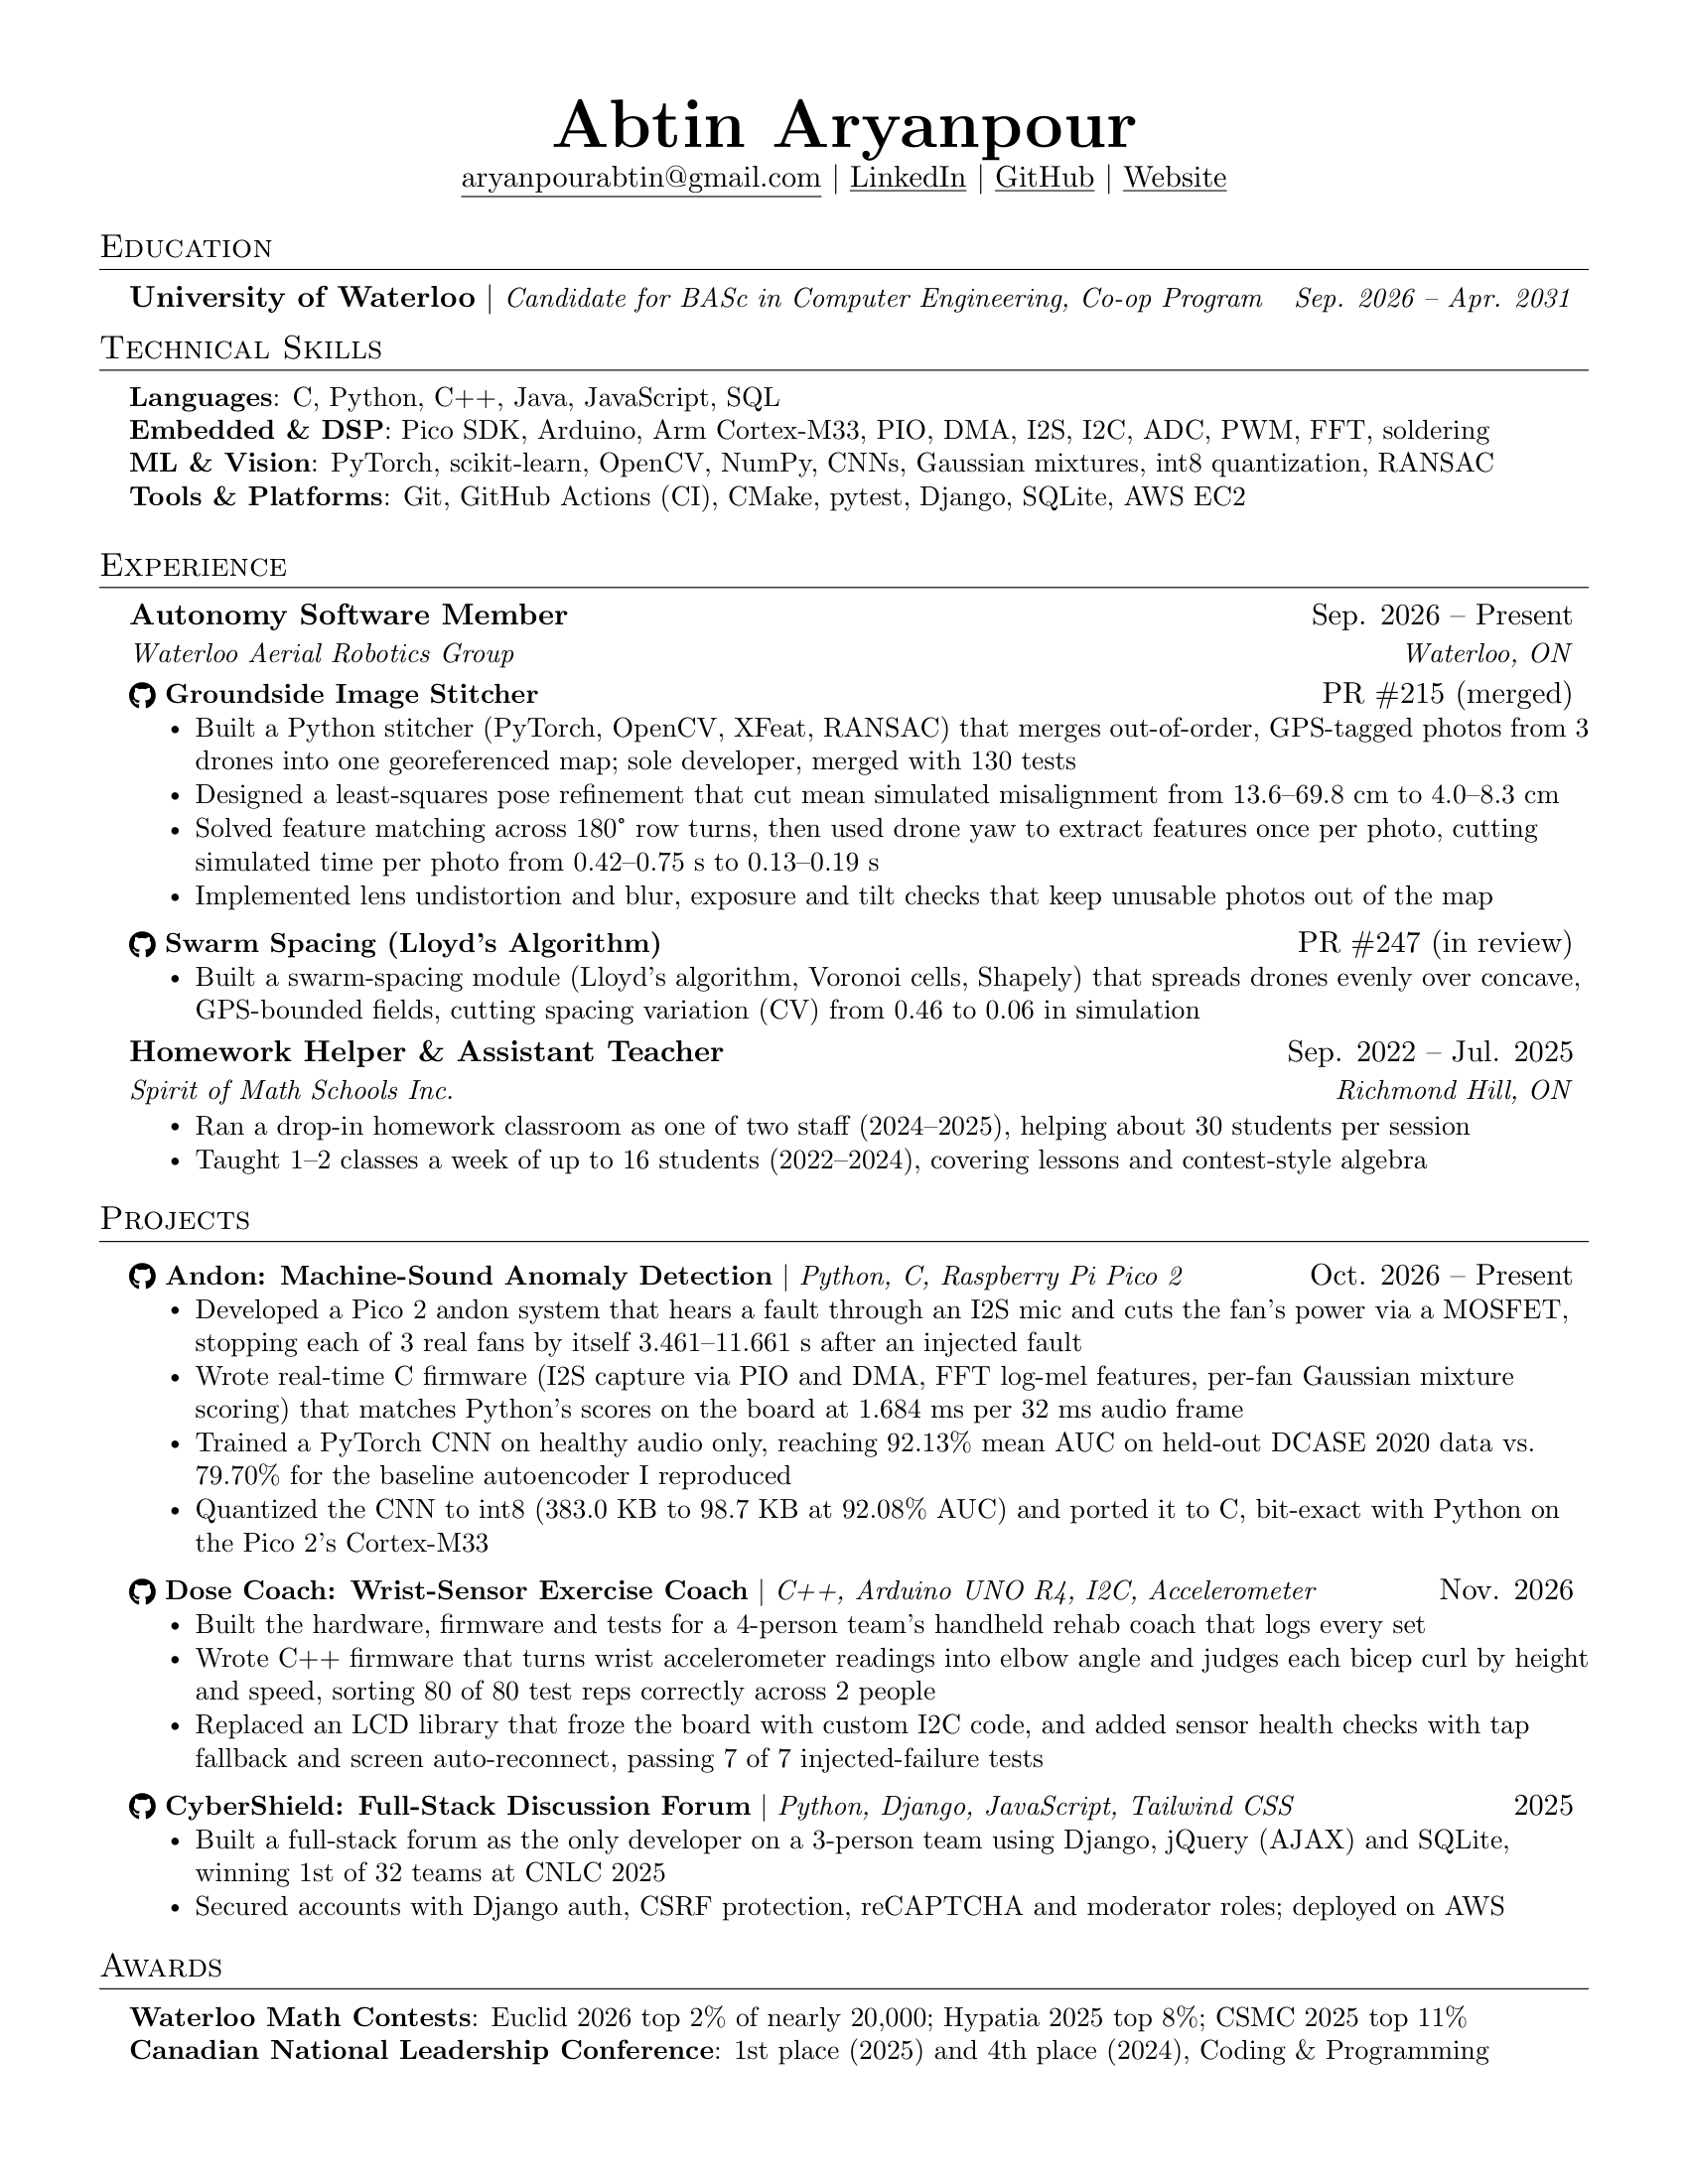 Abtin Aryanpour
aryanpourabtin@gmail.com | LinkedIn | GitHub | Website
Education
University of Waterloo | Candidate for BASc in Computer Engineering, Co-op Program Sep. 2026 – Apr. 2031
Technical Skills
Languages: C, Python, C++, Java, JavaScript, SQL
Embedded & DSP: Pico SDK, Arduino, Arm Cortex-M33, PIO, DMA, I2S, I2C, ADC, PWM, FFT, soldering
ML & Vision: PyTorch, scikit-learn, OpenCV, NumPy, CNNs, Gaussian mixtures, int8 quantization, RANSAC
Tools & Platforms: Git, GitHub Actions (CI), CMake, pytest, Django, SQLite, AWS EC2
Experience
Autonomy Software Member Sep. 2026 – Present
Waterloo Aerial Robotics Group Waterloo, ON
Groundside Image Stitcher PR #215 (merged)
• Built a Python stitcher (PyTorch, OpenCV, XFeat, RANSAC) that merges out-of-order, GPS-tagged photos from 3
drones into one georeferenced map; sole developer, merged with 130 tests
• Designed a least-squares pose refinement that cut mean simulated misalignment from 13.6–69.8 cm to 4.0–8.3 cm
• Solved feature matching across 180° row turns, then used drone yaw to extract features once per photo, cutting
simulated time per photo from 0.42–0.75 s to 0.13–0.19 s
• Implemented lens undistortion and blur, exposure and tilt checks that keep unusable photos out of the map
Swarm Spacing (Lloyd's Algorithm) PR #247 (in review)
• Built a swarm-spacing module (Lloyd's algorithm, Voronoi cells, Shapely) that spreads drones evenly over concave,
GPS-bounded fields, cutting spacing variation (CV) from 0.46 to 0.06 in simulation
Homework Helper & Assistant Teacher Sep. 2022 – Jul. 2025
Spirit of Math Schools Inc. Richmond Hill, ON
• Ran a drop-in homework classroom as one of two staff (2024–2025), helping about 30 students per session
• Taught 1–2 classes a week of up to 16 students (2022–2024), covering lessons and contest-style algebra
Projects
Andon: Machine-Sound Anomaly Detection | Python, C, Raspberry Pi Pico 2 Oct. 2026 – Present
• Developed a Pico 2 andon system that hears a fault through an I2S mic and cuts the fan's power via a MOSFET,
stopping each of 3 real fans by itself 3.461–11.661 s after an injected fault
• Wrote real-time C firmware (I2S capture via PIO and DMA, FFT log-mel features, per-fan Gaussian mixture
scoring) that matches Python's scores on the board at 1.684 ms per 32 ms audio frame
• Trained a PyTorch CNN on healthy audio only, reaching 92.13% mean AUC on held-out DCASE 2020 data vs.
79.70% for the baseline autoencoder I reproduced
• Quantized the CNN to int8 (383.0 KB to 98.7 KB at 92.08% AUC) and ported it to C, bit-exact with Python on
the Pico 2's Cortex-M33
Dose Coach: Wrist-Sensor Exercise Coach | C++, Arduino UNO R4, I2C, Accelerometer Nov. 2026
• Built the hardware, firmware and tests for a 4-person team's handheld rehab coach that logs every set
• Wrote C++ firmware that turns wrist accelerometer readings into elbow angle and judges each bicep curl by height
and speed, sorting 80 of 80 test reps correctly across 2 people
• Replaced an LCD library that froze the board with custom I2C code, and added sensor health checks with tap
fallback and screen auto-reconnect, passing 7 of 7 injected-failure tests
CyberShield: Full-Stack Discussion Forum | Python, Django, JavaScript, Tailwind CSS 2025
• Built a full-stack forum as the only developer on a 3-person team using Django, jQuery (AJAX) and SQLite,
winning 1st of 32 teams at CNLC 2025
• Secured accounts with Django auth, CSRF protection, reCAPTCHA and moderator roles; deployed on AWS
Awards
Waterloo Math Contests: Euclid 2026 top 2% of nearly 20,000; Hypatia 2025 top 8%; CSMC 2025 top 11%
Canadian National Leadership Conference: 1st place (2025) and 4th place (2024), Coding & Programming